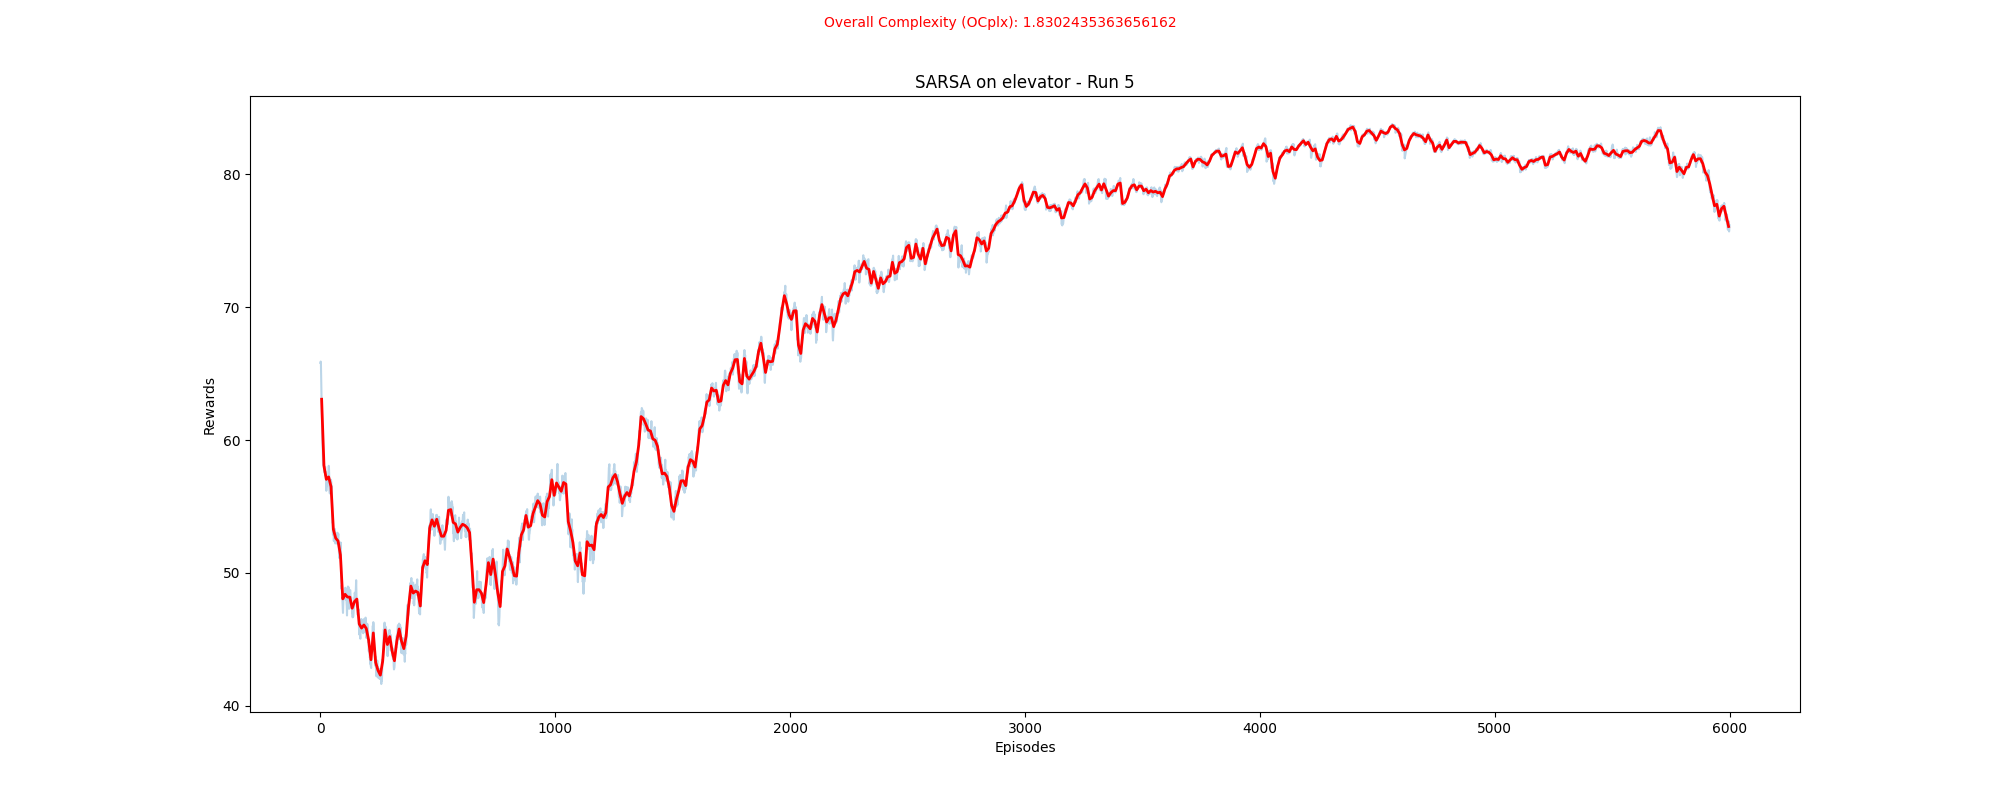 Overall Complexity (OCplx): 1.8302435363656162
SARSA on elevator - Run 5
Rewards
80
70
60
50
40
0 1000 2000 3000 4000 5000 6000
Episodes